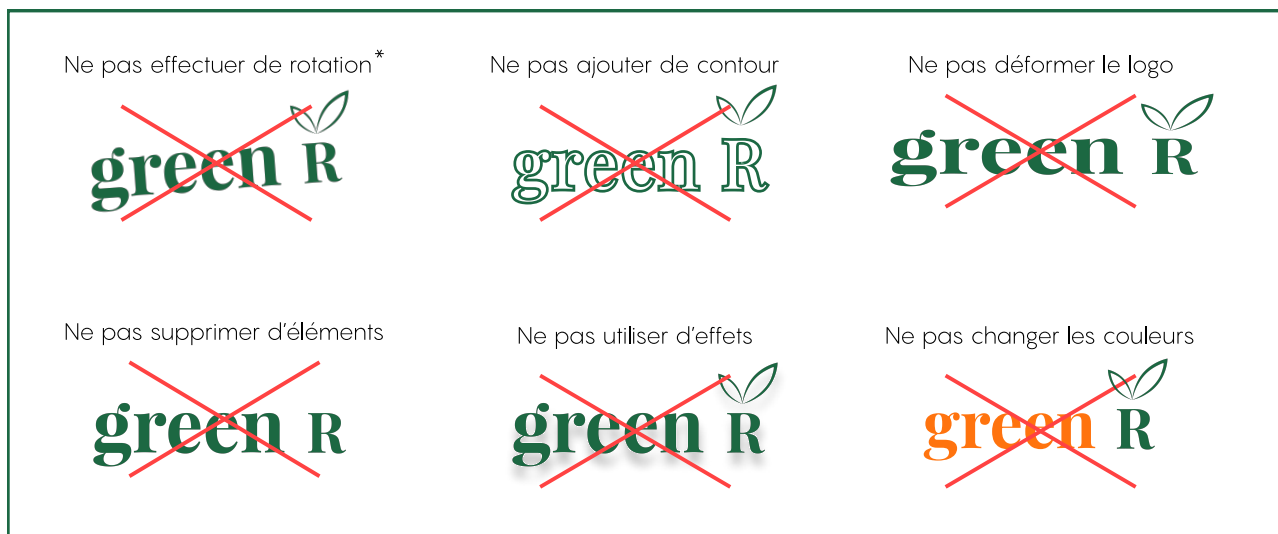 Ne pas effectuer de rotation*
Ne pas ajouter de contour
Ne pas déformer le logo
green R
green R
green R
Ne pas supprimer d'éléments
Ne pas utiliser d'effets
Ne pas changer les couleurs
green R
green R
green R